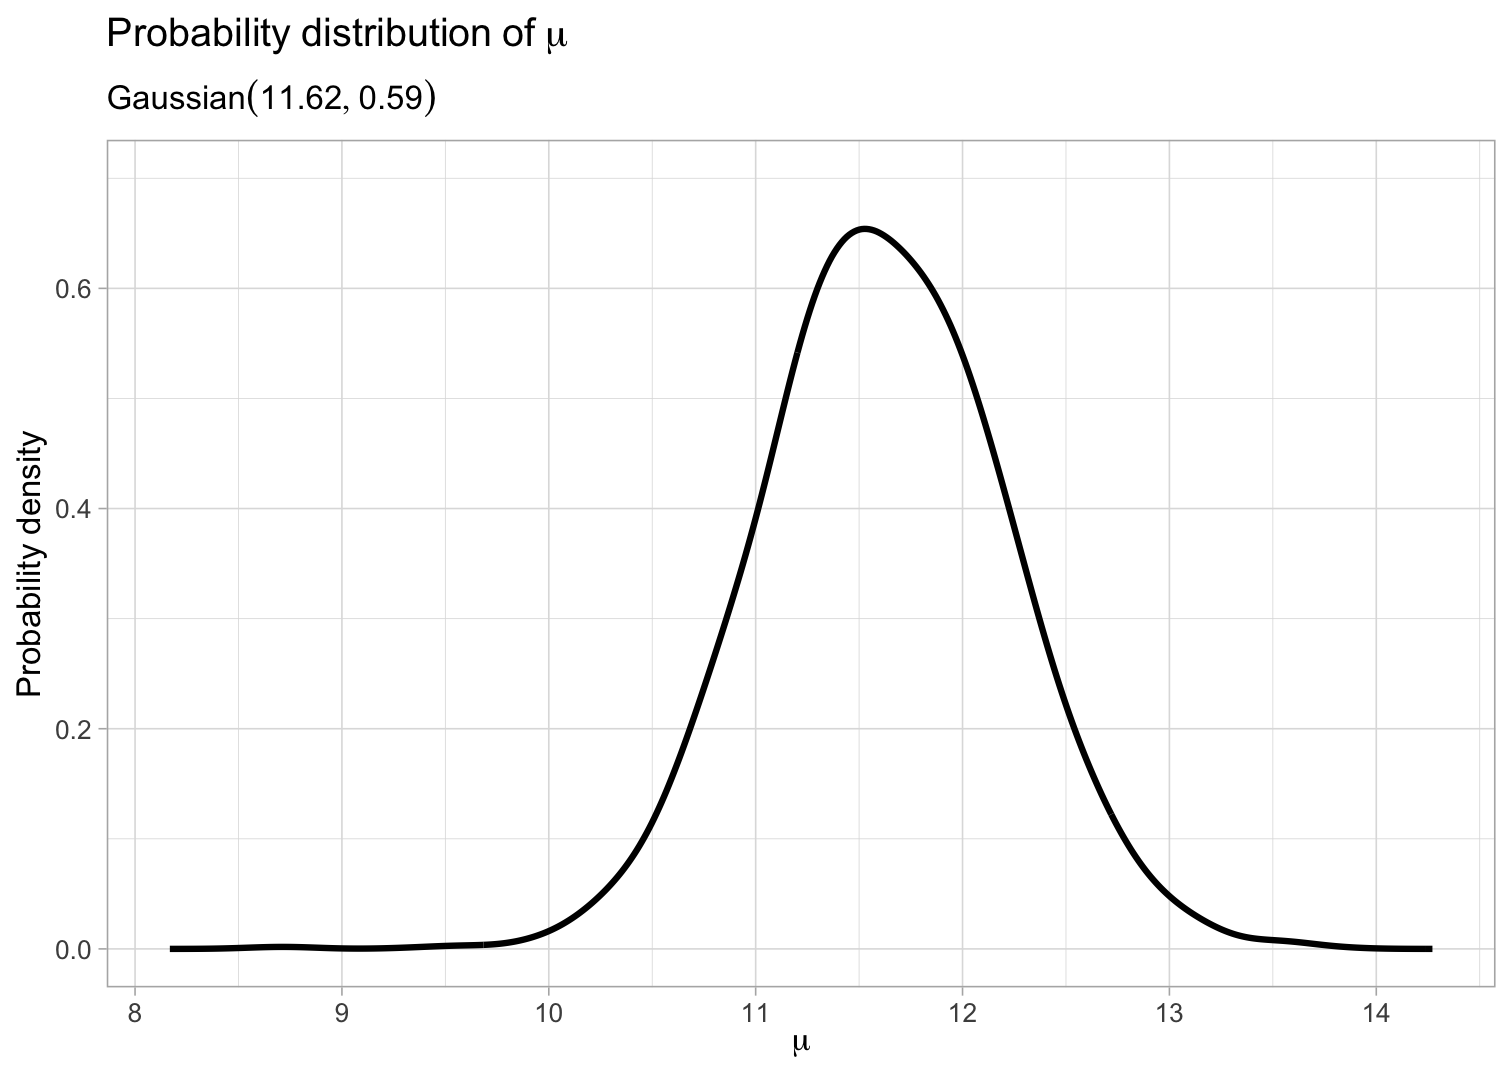 Probability distribution of μ
Gaussian(11.62, 0.59)
Probability density
0.6
0.4
0.2
0.0
8 9 10 11 12 13 14
μ